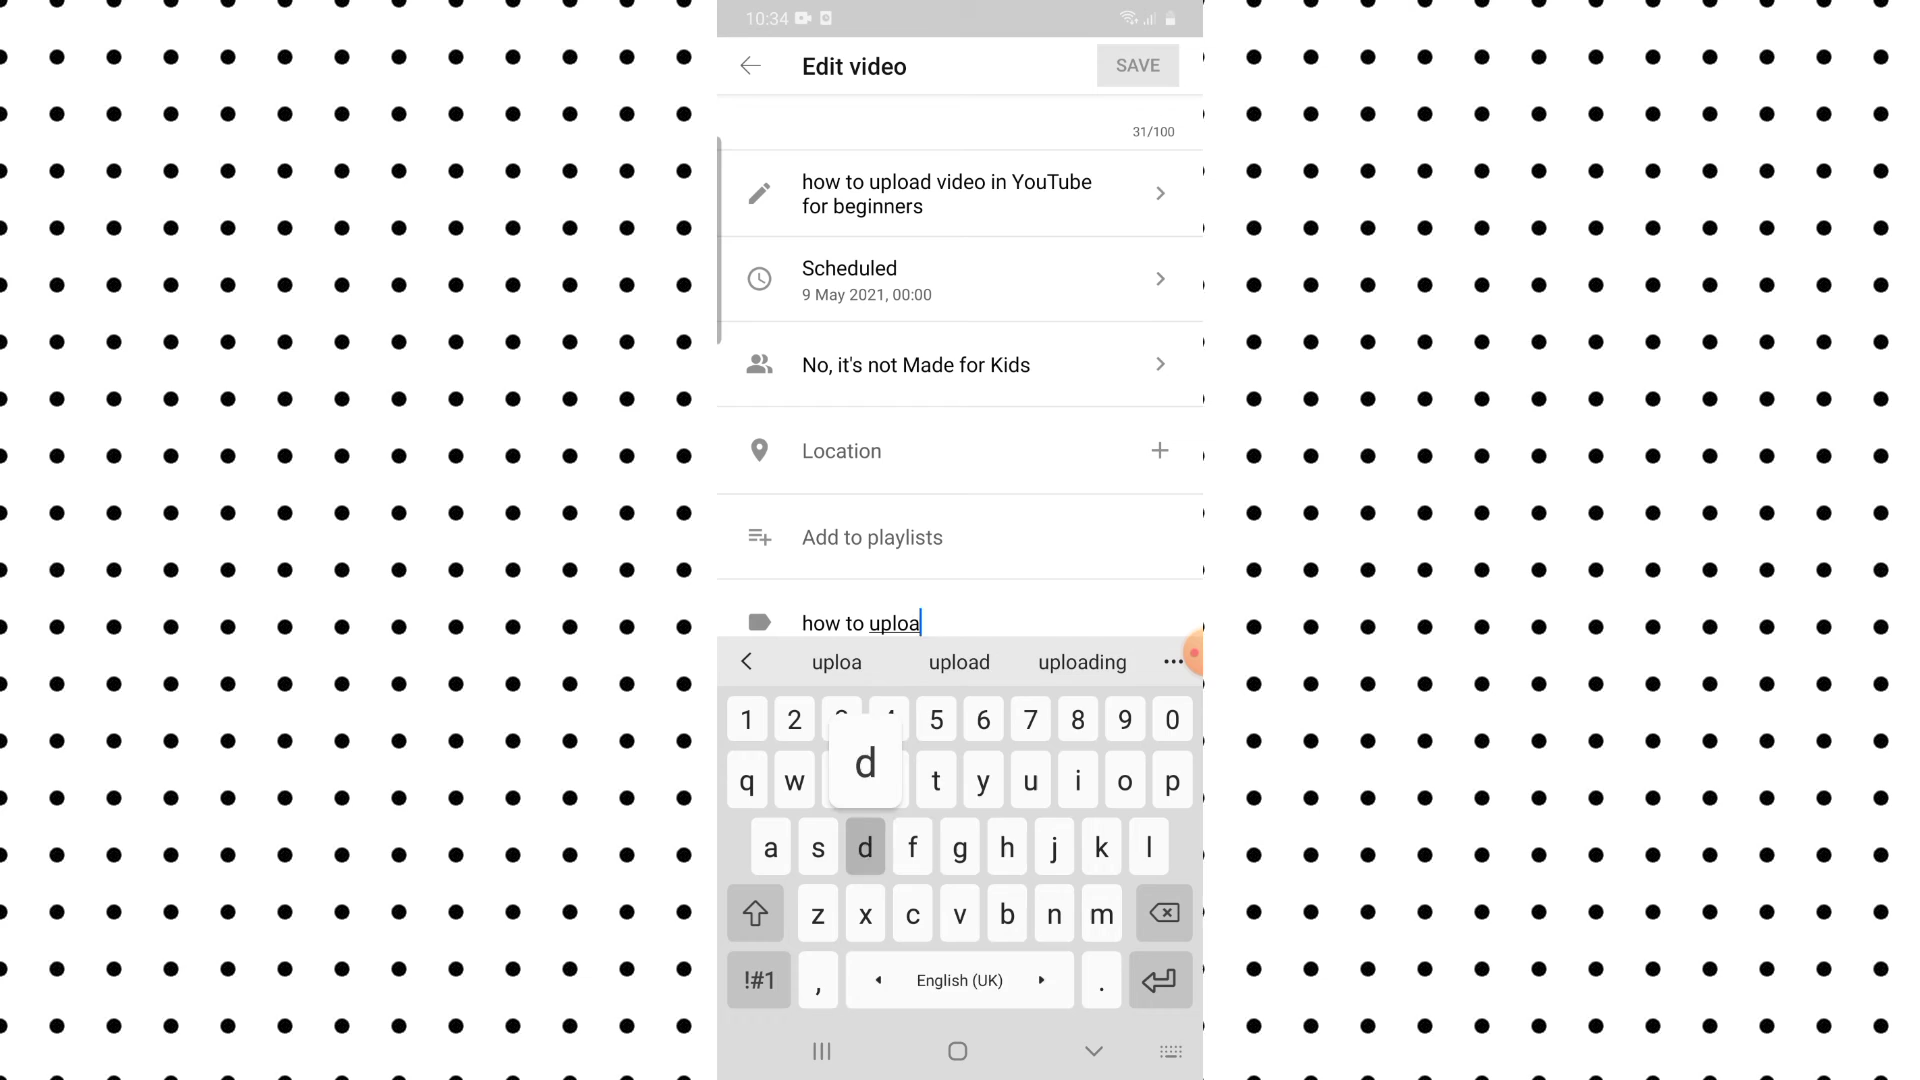 10:34
Edit video
SAVE
31/100
how to upload video in YouTube
for beginners
Scheduled
9 May 2021, 00:00
No, it's not Made for Kids
Location
Add to playlists
how to uploa
uploa upload uploading
1 2 5 6 7 8 9 0
d
q w t y u i o p
a s d f g h j k l
z x c v b n m
!#1 , English (UK) .